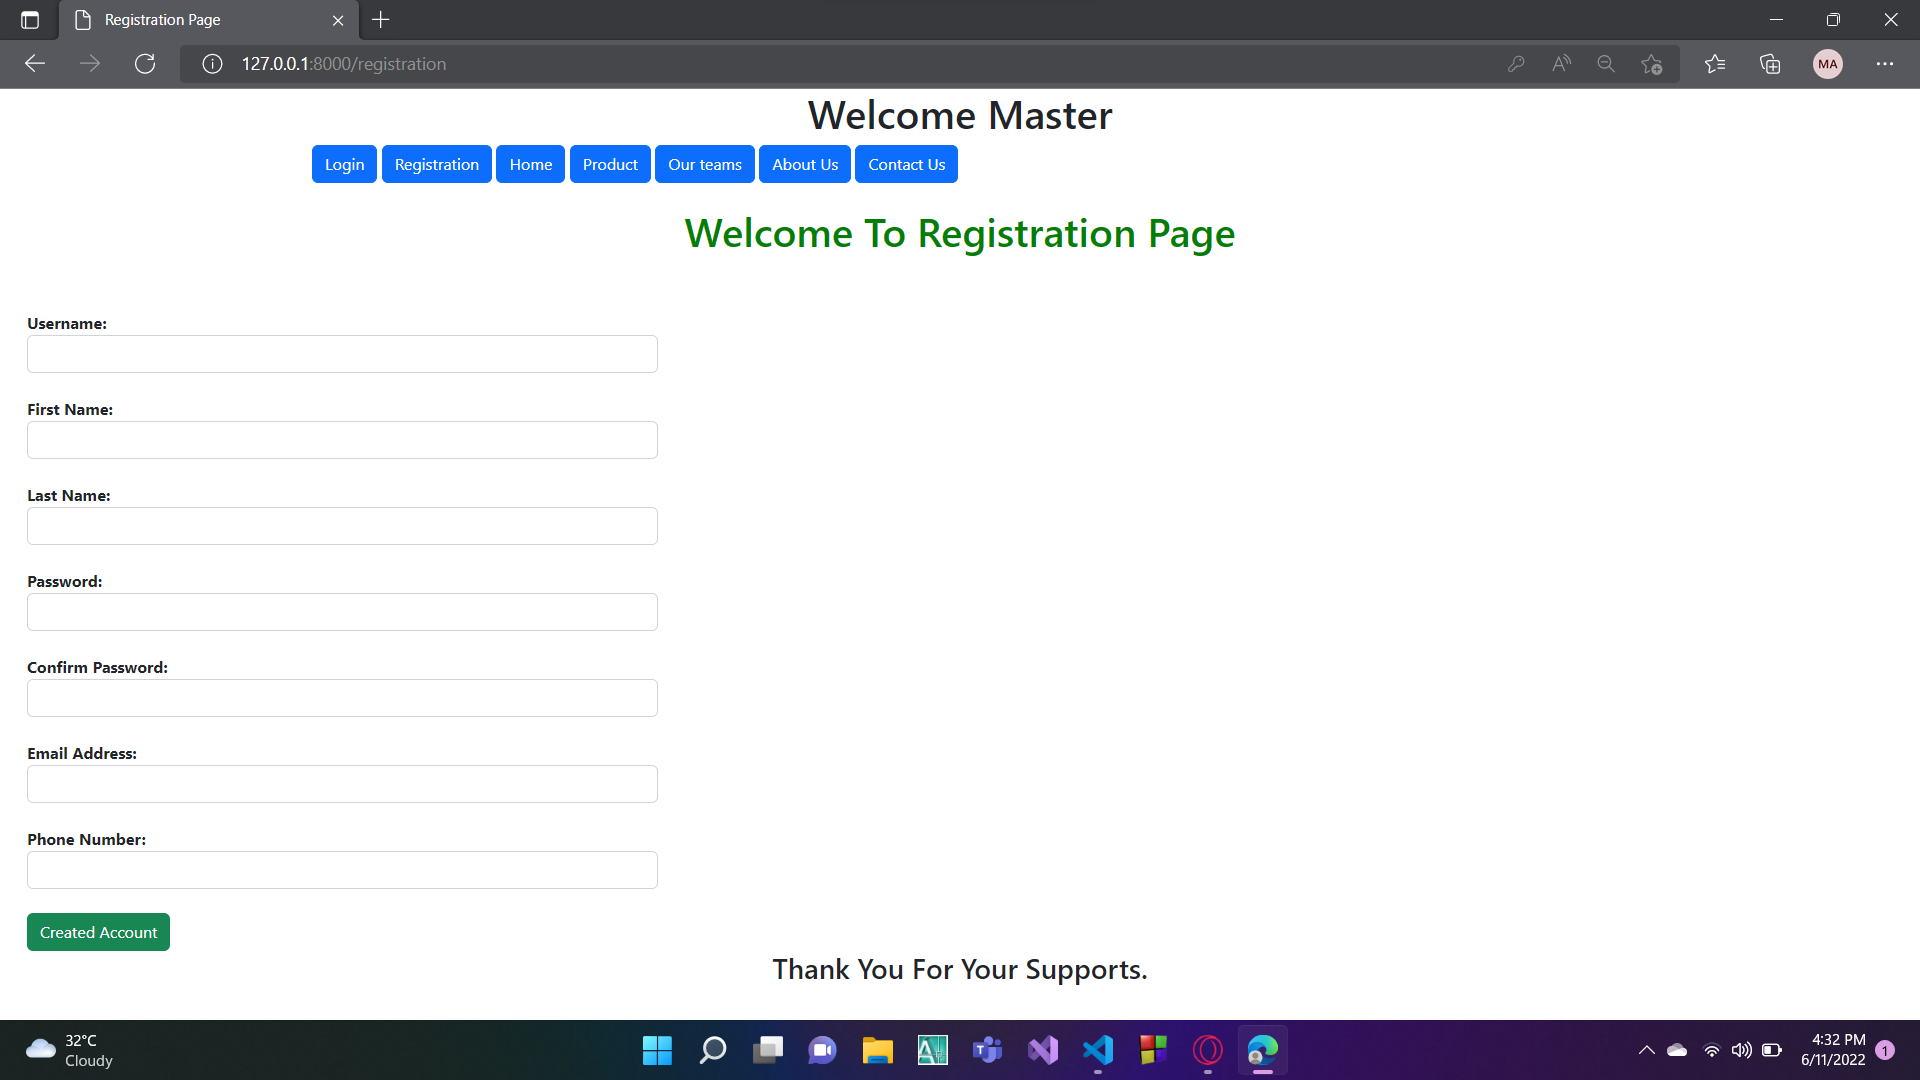 Registration Page
127.0.0.1:8000/registration
MA
Welcome Master
Login Registration Home Product Our teams About Us Contact Us
Welcome To Registration Page
Username:
First Name:
Last Name:
Password:
Confirm Password:
Email Address:
Phone Number:
Created Account
Thank You For Your Supports.
32°C
Cloudy
4:32 PM
6/11/2022
1